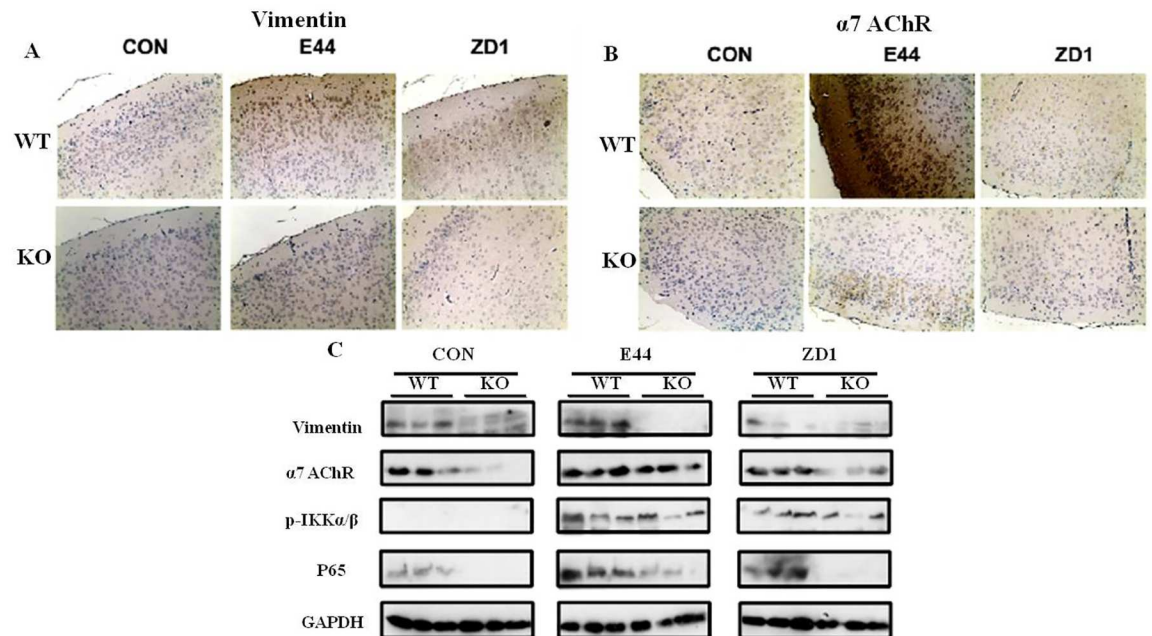 Vimentin
A CON E44 ZD1
WT
KO
α7 AChR
B CON E44 ZD1
WT
KO
C CON E44 ZD1
WT KO WT KO WT KO
Vimentin
α7 AChR
p-IKKα/β
P65
GAPDH